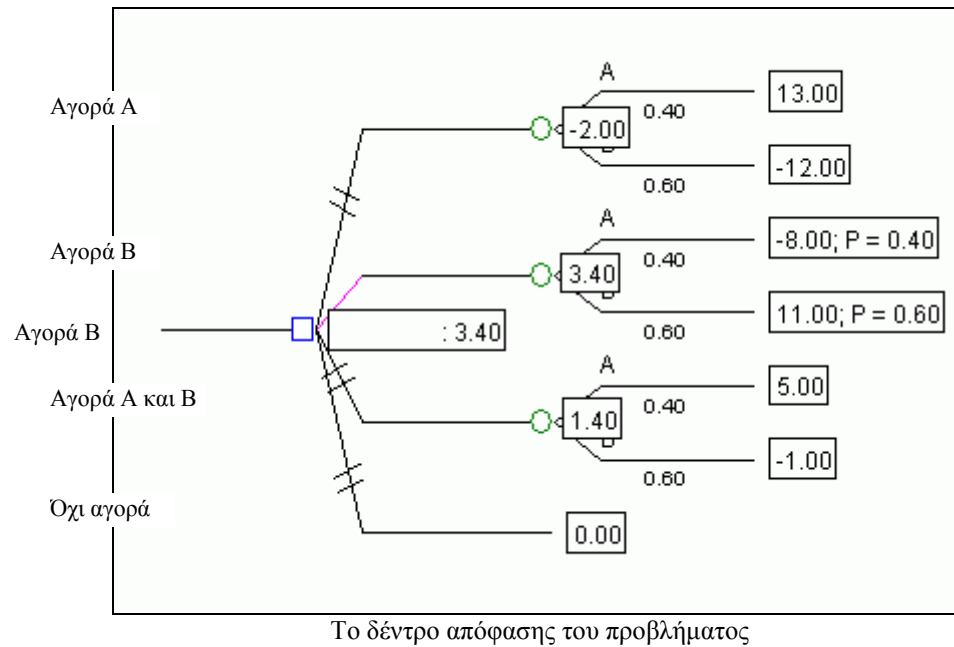 Αγορά Α
A
0.40
13.00
-2.00
0.60
-12.00
Αγορά Β
A
0.40
-8.00; P = 0.40
3.40
0.60
11.00; P = 0.60
Αγορά Β
: 3.40
Αγορά Α και Β
A
0.40
5.00
1.40
0.60
-1.00
Όχι αγορά
0.00
Το δέντρο απόφασης του προβλήματος